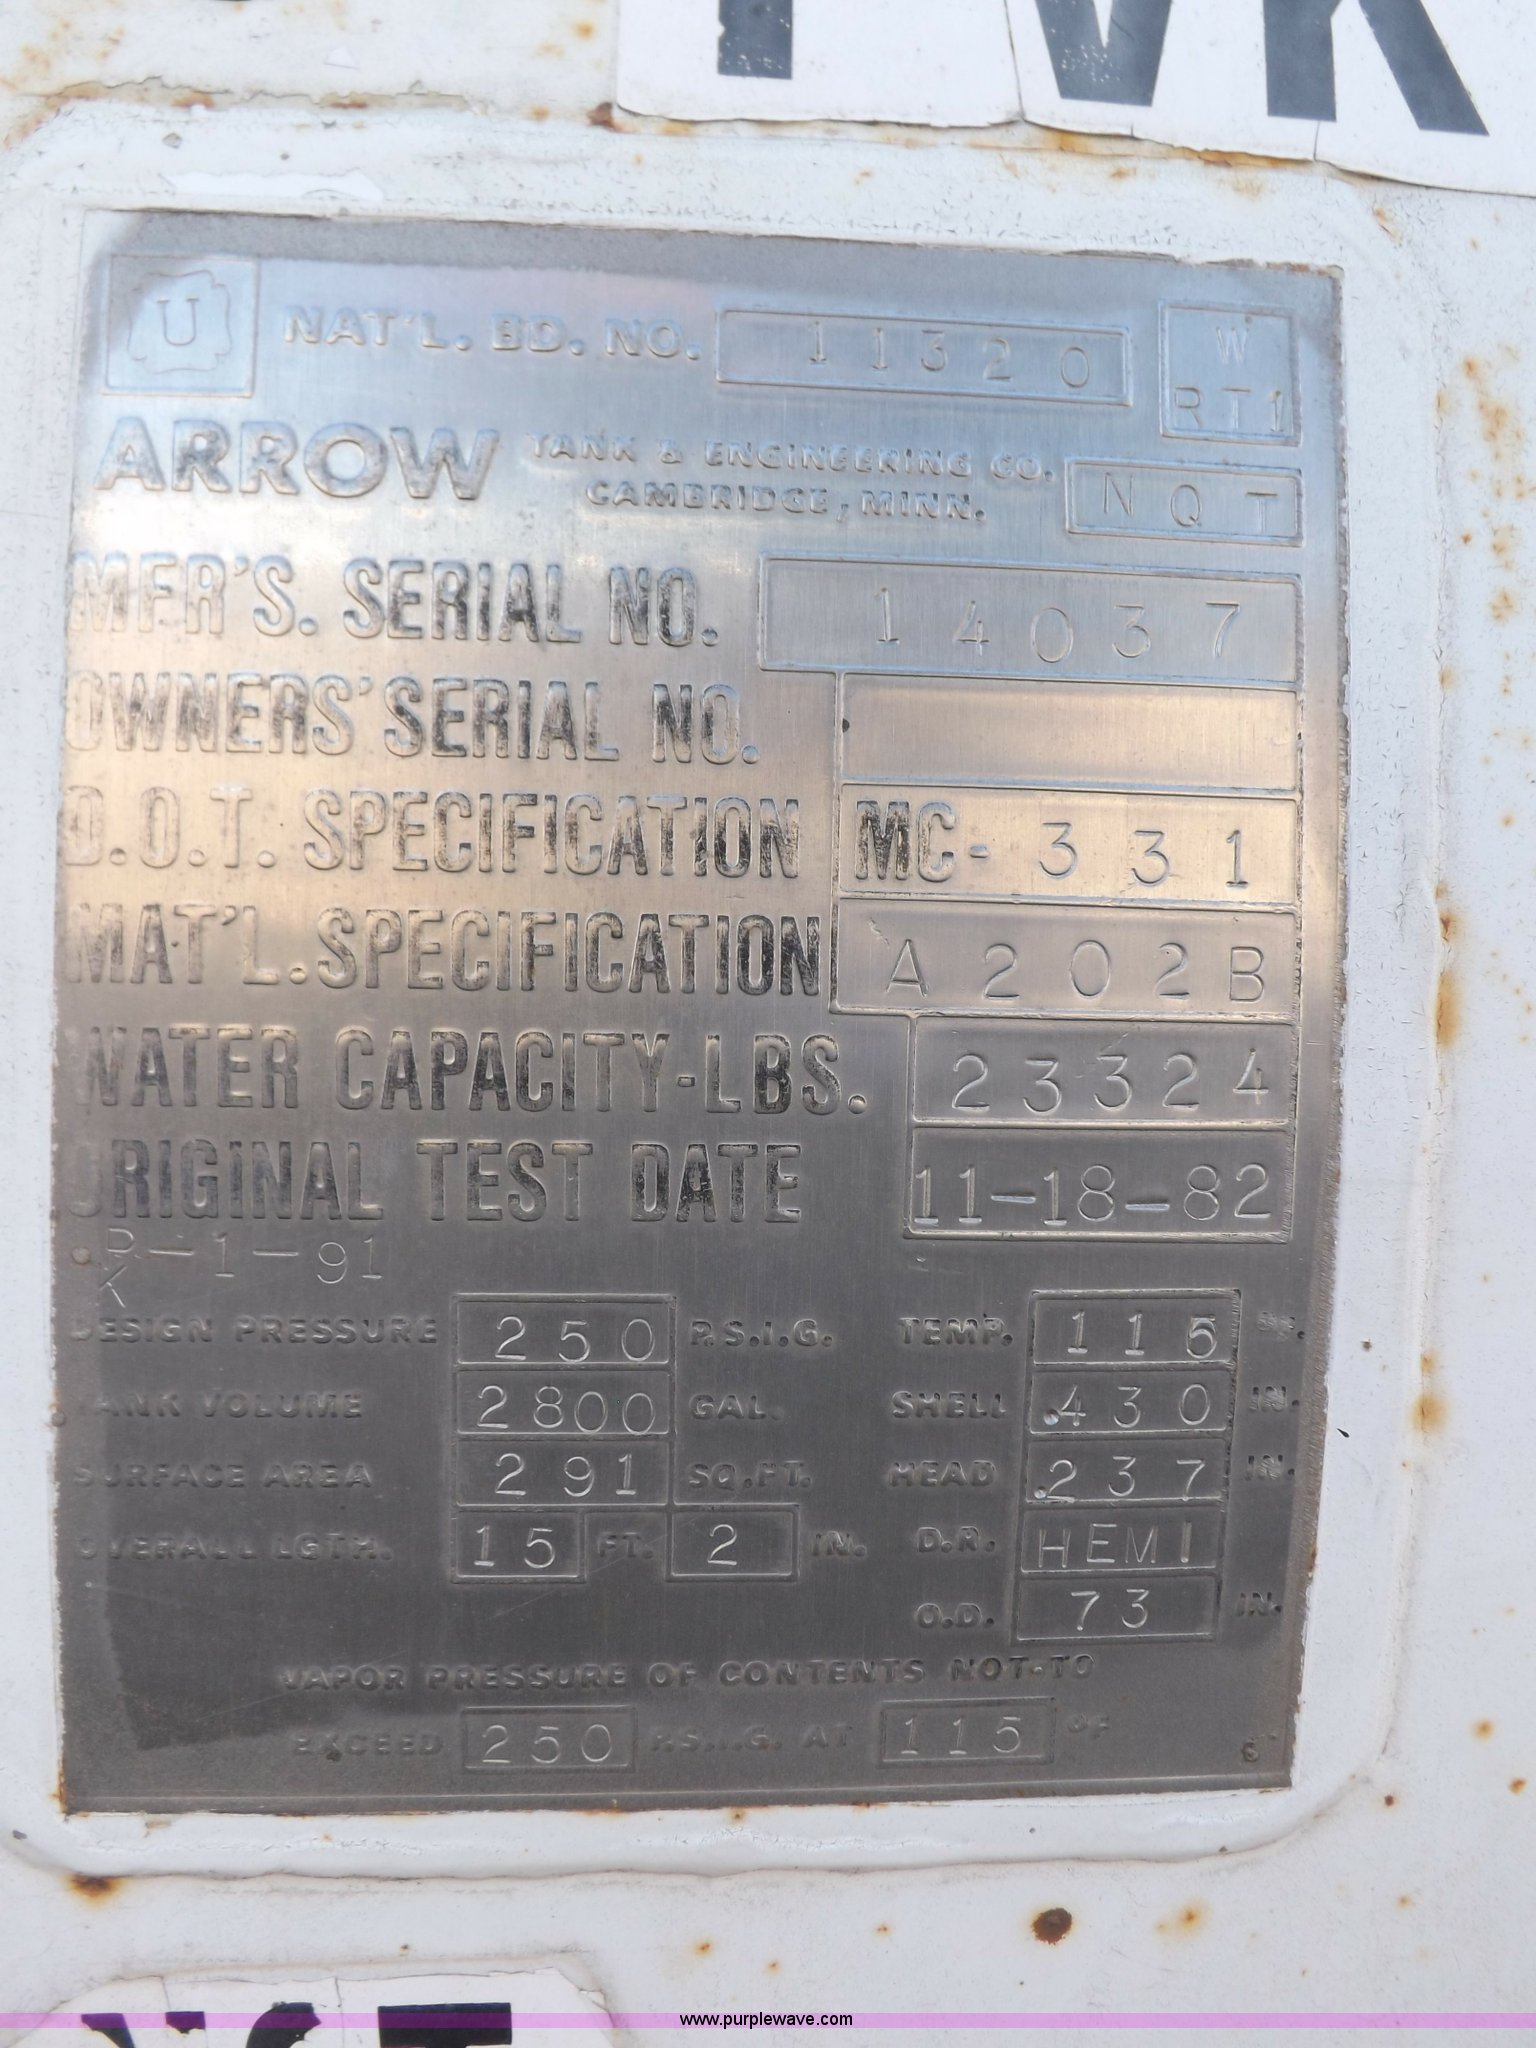 U NAT'L. BD. NO. 11320 W
RT1
ARROW TANK & ENGINEERING CO.
CAMBRIDGE, MINN. NQT
MFR'S. SERIAL NO. 14037
OWNERS' SERIAL NO.
D.O.T. SPECIFICATION MC-331
MAT'L. SPECIFICATION A202B
WATER CAPACITY-LBS. 23324
ORIGINAL TEST DATE 11-18-82
R-1-91
K
DESIGN PRESSURE 250 P.S.I.G. TEMP. 115 °F.
TANK VOLUME 2800 GAL. SHELL .430 IN.
SURFACE AREA 291 SQ.FT. HEAD .237 IN.
OVERALL LGTH. 15 FT. 2 IN. D.R. HEMI
O.D. 73 IN.
VAPOR PRESSURE OF CONTENTS NOT-TO
EXCEED 250 P.S.I.G. AT 115 °F
www.purplewave.com